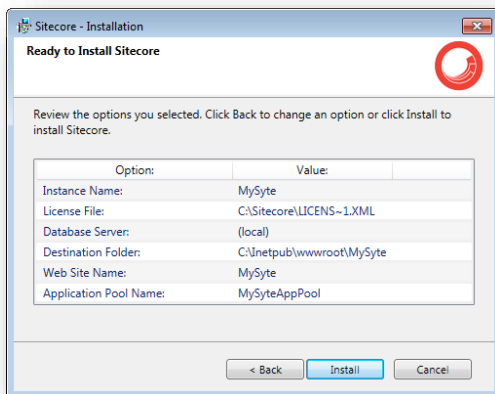 Sitecore - Installation
Ready to Install Sitecore
Review the options you selected. Click Back to change an option or click Install to
install Sitecore.
Option: Value:
Instance Name: MySyte
License File: C:\Sitecore\LICENS~1.XML
Database Server: (local)
Destination Folder: C:\Inetpub\wwwroot\MySyte
Web Site Name: MySyte
Application Pool Name: MySyteAppPool
< Back Install Cancel